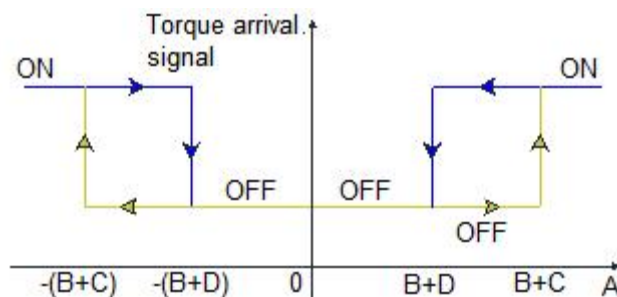 Torque arrival
signal
ON
ON
OFF
OFF
OFF
-(B+C)
-(B+D)
0
B+D
B+C
A